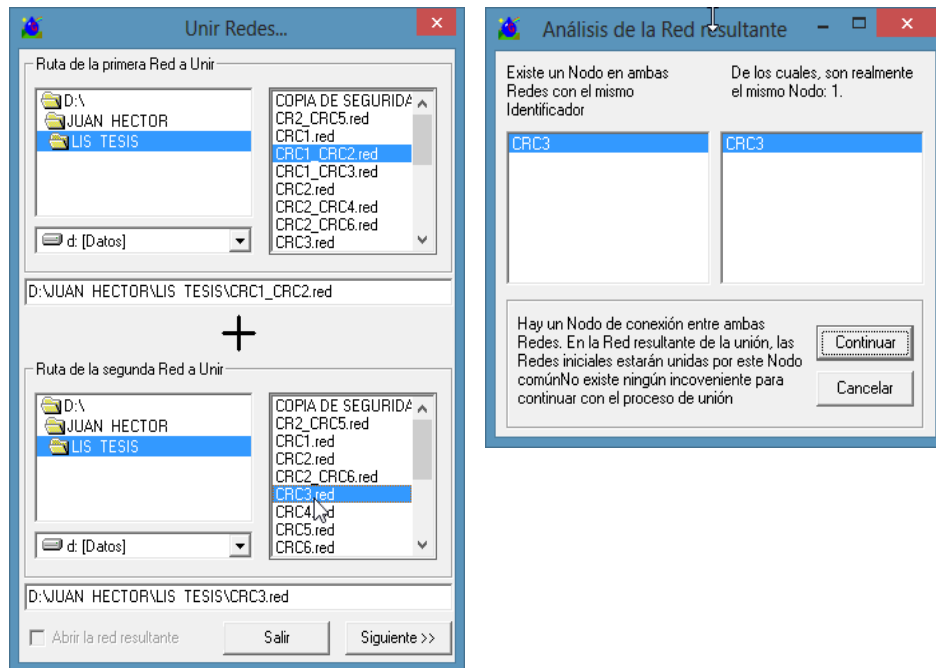 Unir Redes...
Ruta de la primera Red a Unir
D:\
JUAN HECTOR
LIS TESIS
d: [Datos]
COPIA DE SEGURIDA
CR2_CRC5.red
CRC1.red
CRC1_CRC2.red
CRC1_CRC3.red
CRC2.red
CRC2_CRC4.red
CRC2_CRC6.red
CRC3.red
D:\JUAN HECTOR\LIS TESIS\CRC1_CRC2.red
+
Ruta de la segunda Red a Unir
D:\
JUAN HECTOR
LIS TESIS
d: [Datos]
COPIA DE SEGURIDA
CR2_CRC5.red
CRC1.red
CRC2.red
CRC2_CRC6.red
CRC3.red
CRC4.red
CRC5.red
CRC6.red
D:\JUAN HECTOR\LIS TESIS\CRC3.red
Abrir la red resultante
Salir
Siguiente >>
Análisis de la Red resultante
Existe un Nodo en ambas
Redes con el mismo
Identificador
De los cuales, son realmente
el mismo Nodo: 1.
CRC3
CRC3
Hay un Nodo de conexión entre ambas
Redes. En la Red resultante de la unión, las
Redes iniciales estarán unidas por este Nodo
comúnNo existe ningún incoveniente para
continuar con el proceso de unión
Continuar
Cancelar